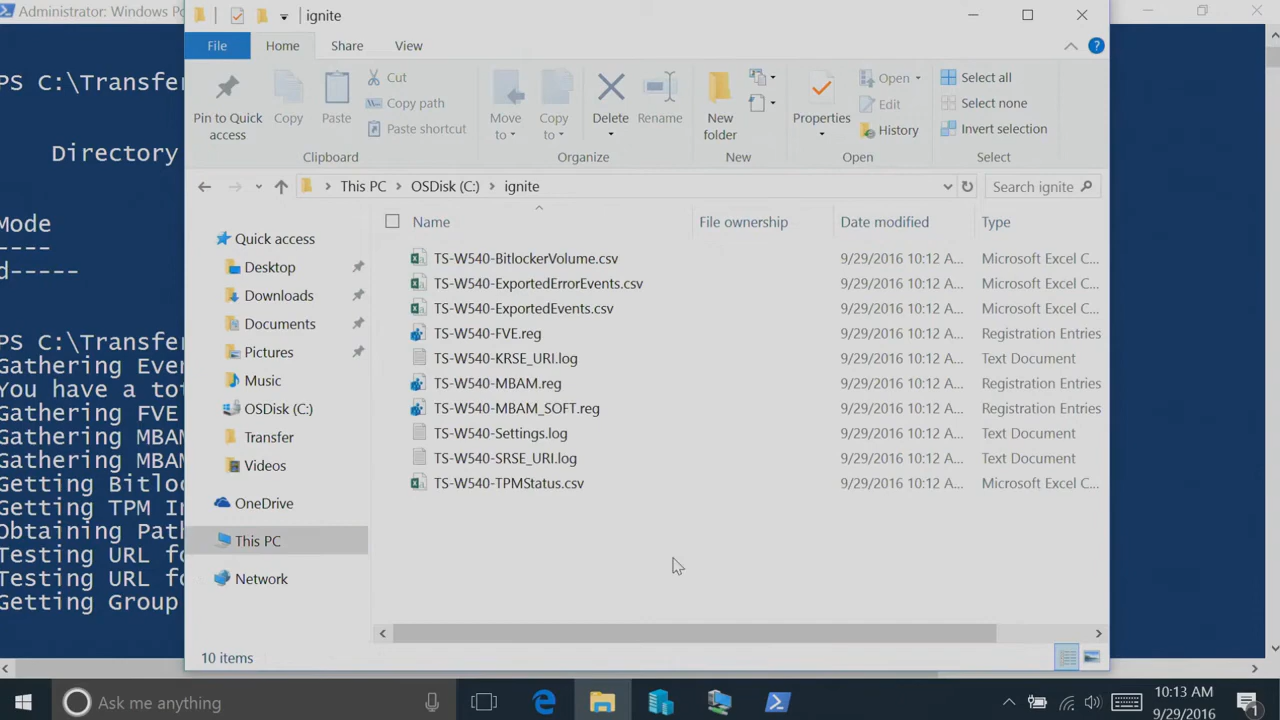 Administrator: Windows Po
ignite
File
Home
Share
View
Pin to Quick access
Copy
Paste
Cut
Copy path
Paste shortcut
Clipboard
Move to
Copy to
Delete
Rename
Organize
New folder
New
Properties
Open
Edit
History
Open
Select all
Select none
Invert selection
Select
This PC
OSDisk (C:)
ignite
Search ignite
Name
File ownership
Date modified
Type
Quick access
Desktop
Downloads
Documents
Pictures
Music
OSDisk (C:)
Transfer
Videos
OneDrive
This PC
Network
TS-W540-BitlockerVolume.csv 9/29/2016 10:12 A... Microsoft Excel C...
TS-W540-ExportedErrorEvents.csv 9/29/2016 10:12 A... Microsoft Excel C...
TS-W540-ExportedEvents.csv 9/29/2016 10:12 A... Microsoft Excel C...
TS-W540-FVE.reg 9/29/2016 10:12 A... Registration Entries
TS-W540-KRSE_URI.log 9/29/2016 10:12 A... Text Document
TS-W540-MBAM.reg 9/29/2016 10:12 A... Registration Entries
TS-W540-MBAM_SOFT.reg 9/29/2016 10:12 A... Registration Entries
TS-W540-Settings.log 9/29/2016 10:12 A... Text Document
TS-W540-SRSE_URI.log 9/29/2016 10:12 A... Text Document
TS-W540-TPMStatus.csv 9/29/2016 10:12 A... Microsoft Excel C...
10 items
PS C:\Transfer
Directory
Mode
----
d-----
PS C:\Transfer
Gathering Eve
You have a tot
Gathering FVE
Gathering MBA
Gathering MBA
Getting Bitloc
Getting TPM In
Obtaining Path
Testing URL fo
Testing URL fo
Getting Group
Ask me anything
10:13 AM
9/29/2016
1